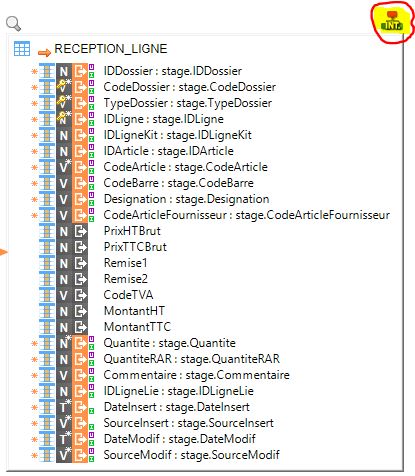 INT
RECEPTION_LIGNE
N IDDossier : stage.IDDossier
V CodeDossier : stage.CodeDossier
V TypeDossier : stage.TypeDossier
N IDLigne : stage.IDLigne
N IDLigneKit : stage.IDLigneKit
N IDArticle : stage.IDArticle
V* CodeArticle : stage.CodeArticle
V CodeBarre : stage.CodeBarre
V Designation : stage.Designation
V CodeArticleFournisseur : stage.CodeArticleFournisseur
N PrixHTBrut
N PrixTTCBrut
N Remise1
N Remise2
V CodeTVA
N MontantHT
N MontantTTC
N Quantite : stage.Quantite
N QuantiteRAR : stage.QuantiteRAR
V Commentaire : stage.Commentaire
N IDLigneLie : stage.IDLigneLie
T* DateInsert : stage.DateInsert
V* SourceInsert : stage.SourceInsert
T* DateModif : stage.DateModif
V* SourceModif : stage.SourceModif